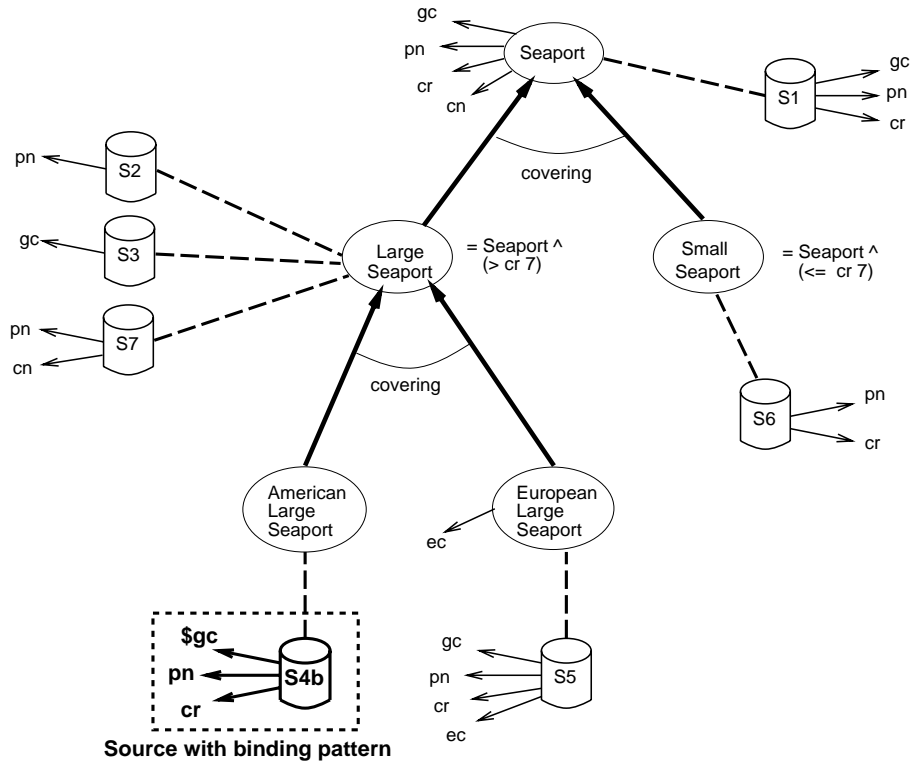 gc
pn
cr
cn
Seaport
S1
gc
pn
cr
covering
pn
S2
gc
S3
pn
cn
S7
Large
Seaport
= Seaport ^
(> cr 7)
Small
Seaport
= Seaport ^
(<= cr 7)
covering
S6
pn
cr
American
Large
Seaport
European
Large
Seaport
ec
$gc
pn
cr
S4b
gc
pn
cr
ec
S5
Source with binding pattern